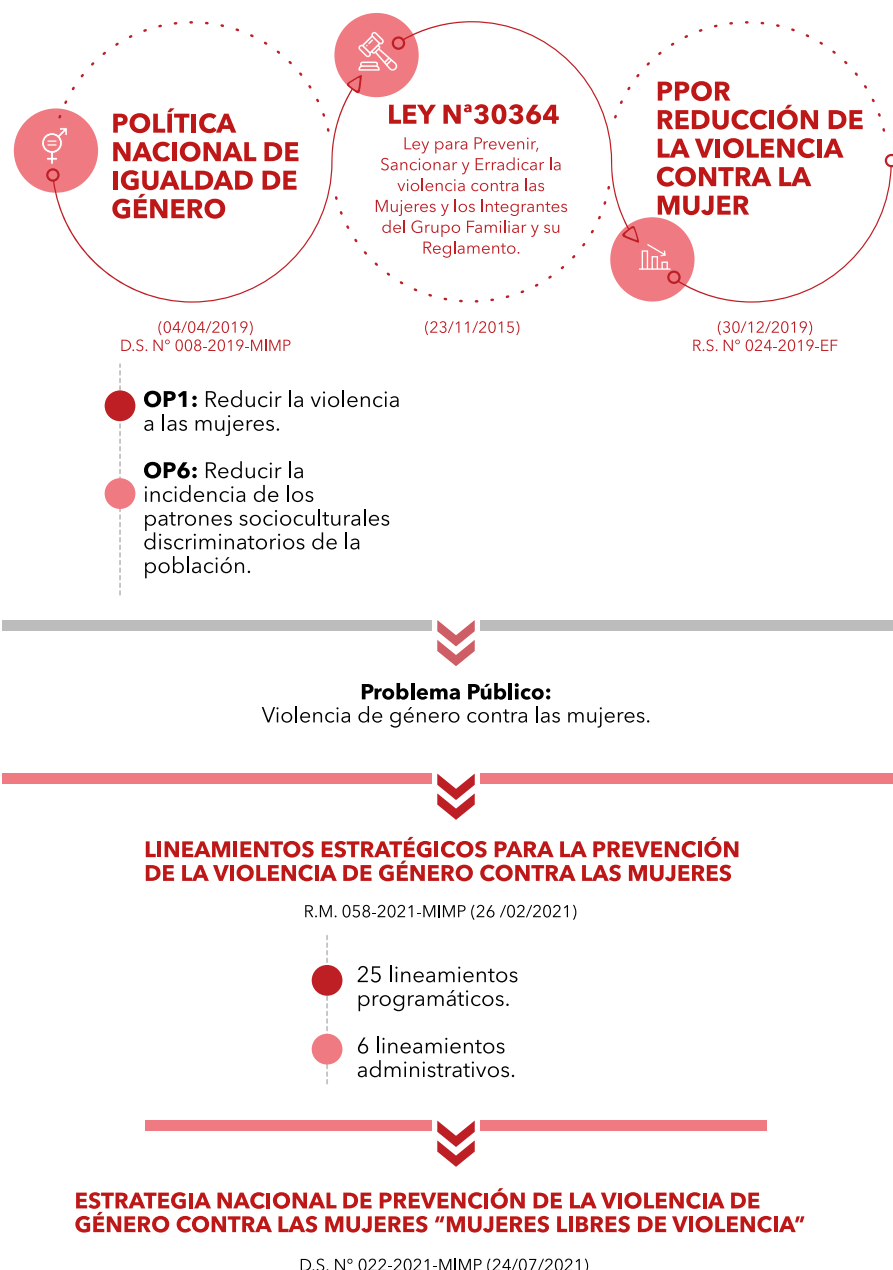 POLÍTICA
NACIONAL DE
IGUALDAD DE
GÉNERO
(04/04/2019)
D.S. N° 008-2019-MIMP
LEY Nª30364
Ley para Prevenir,
Sancionar y Erradicar la
violencia contra las
Mujeres y los Integrantes
del Grupo Familiar y su
Reglamento.
(23/11/2015)
PPOR
REDUCCIÓN DE
LA VIOLENCIA
CONTRA LA
MUJER
(30/12/2019)
R.S. N° 024-2019-EF
OP1: Reducir la violencia
a las mujeres.
OP6: Reducir la
incidencia de los
patrones socioculturales
discriminatorios de la
población.
Problema Público:
Violencia de género contra las mujeres.
LINEAMIENTOS ESTRATÉGICOS PARA LA PREVENCIÓN
DE LA VIOLENCIA DE GÉNERO CONTRA LAS MUJERES
R.M. 058-2021-MIMP (26 /02/2021)
25 lineamientos
programáticos.
6 lineamientos
administrativos.
ESTRATEGIA NACIONAL DE PREVENCIÓN DE LA VIOLENCIA DE
GÉNERO CONTRA LAS MUJERES “MUJERES LIBRES DE VIOLENCIA”
D.S. N° 022-2021-MIMP (24/07/2021)